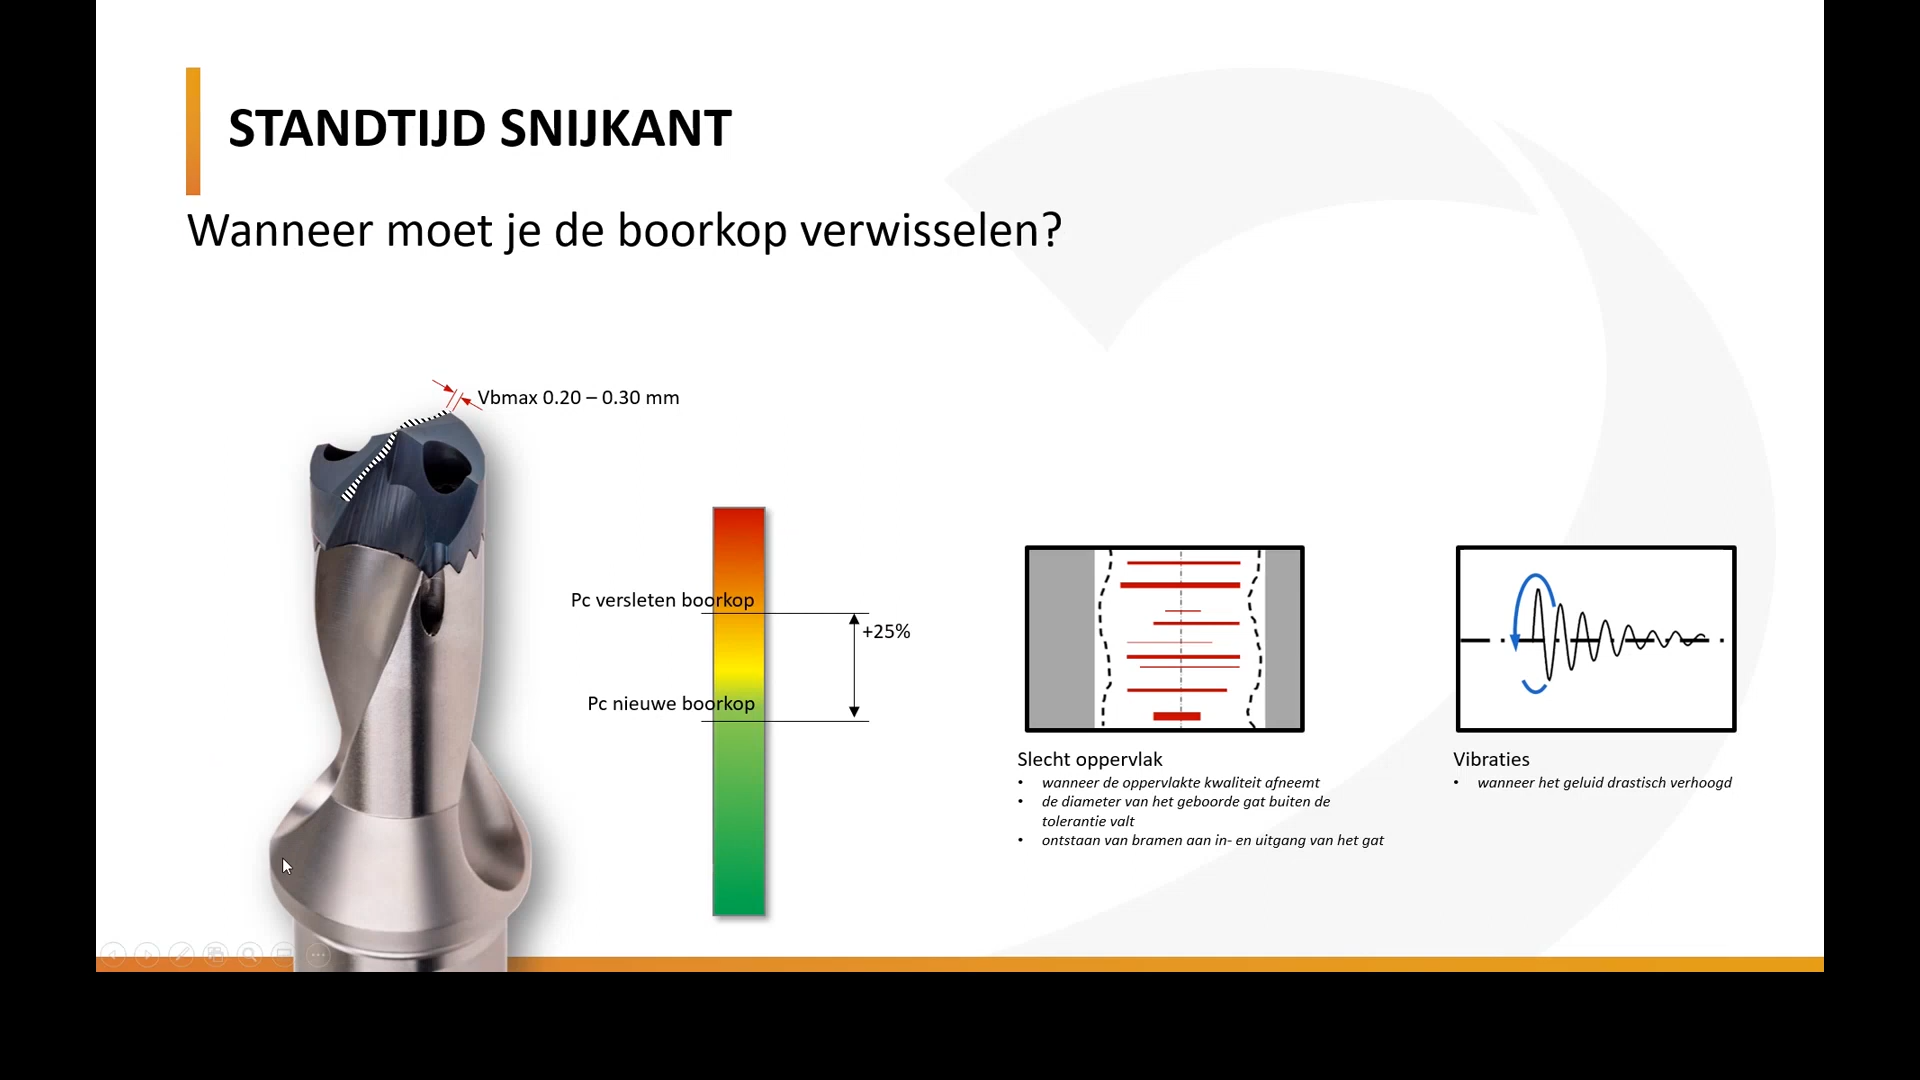 STANDTIJD SNIJKANT
Wanneer moet je de boorkop verwisselen?
Vbmax 0.20 – 0.30 mm
Pc versleten boorkop
+25%
Pc nieuwe boorkop
Slecht oppervlak
• wanneer de oppervlakte kwaliteit afneemt
• de diameter van het geboorde gat buiten de
tolerantie valt
• ontstaan van bramen aan in- en uitgang van het gat
Vibraties
• wanneer het geluid drastisch verhoogd